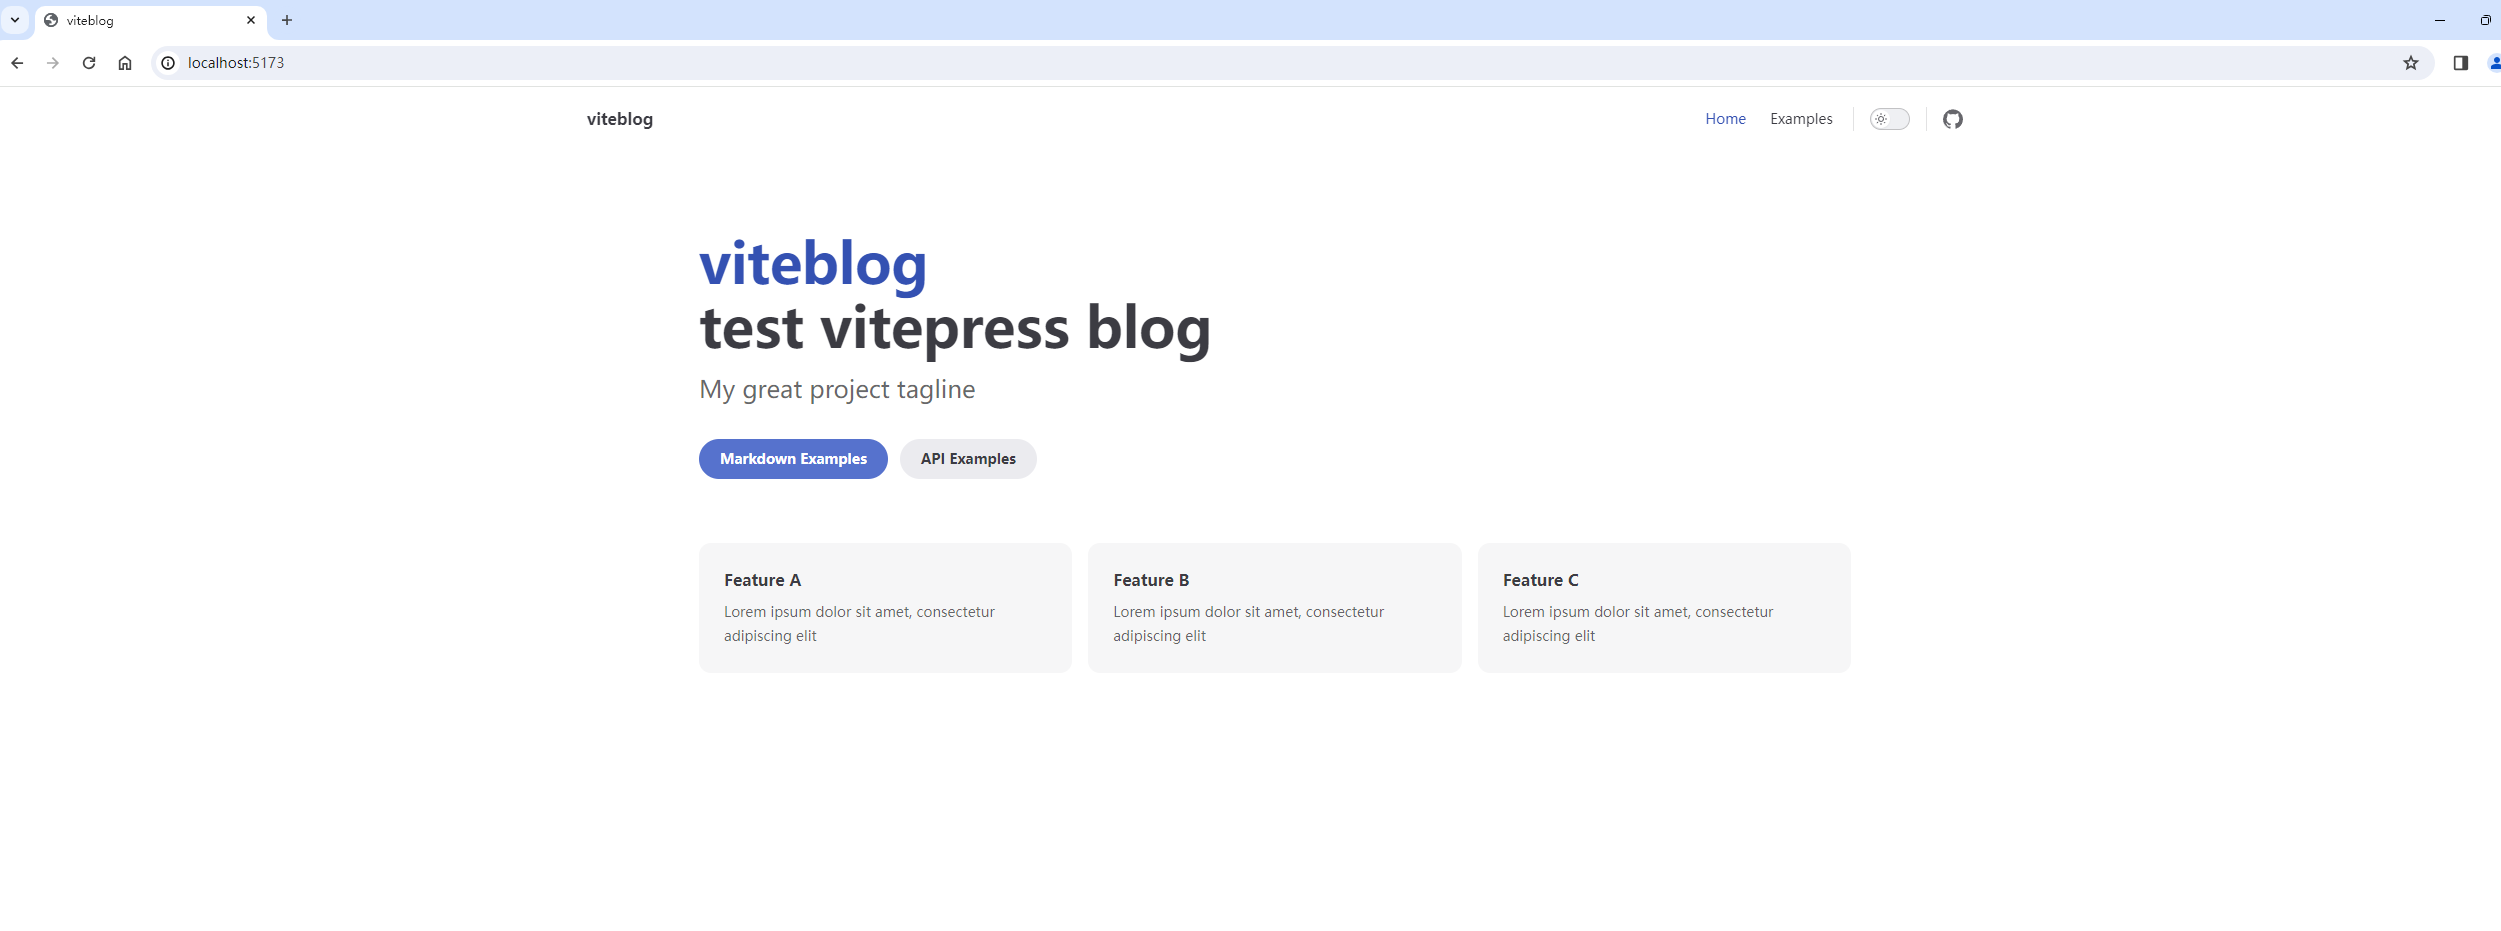 viteblog
localhost:5173
viteblog
Home Examples
viteblog
test vitepress blog
My great project tagline
Markdown Examples API Examples
Feature A
Lorem ipsum dolor sit amet, consectetur
adipiscing elit
Feature B
Lorem ipsum dolor sit amet, consectetur
adipiscing elit
Feature C
Lorem ipsum dolor sit amet, consectetur
adipiscing elit